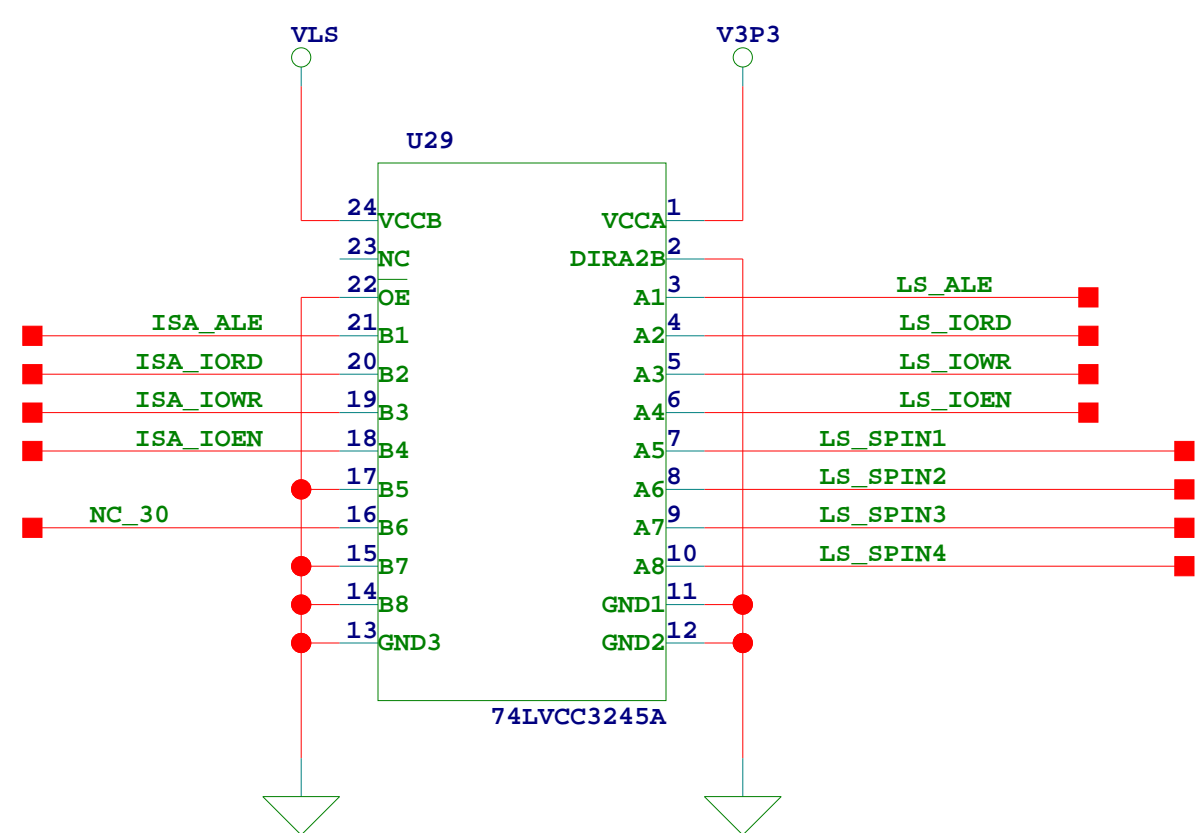 VLS V3P3
U29
24 VCCB VCCA 1
23 NC DIRA2B 2
22 OE A1 3 LS_ALE
ISA_ALE 21 B1 A2 4 LS_IORD
ISA_IORD 20 B2 A3 5 LS_IOWR
ISA_IOWR 19 B3 A4 6 LS_IOEN
ISA_IOEN 18 B4 A5 7 LS_SPIN1
17 B5 A6 8 LS_SPIN2
NC_30 16 B6 A7 9 LS_SPIN3
15 B7 A8 10 LS_SPIN4
14 B8 GND1 11
13 GND3 GND2 12
74LVCC3245A